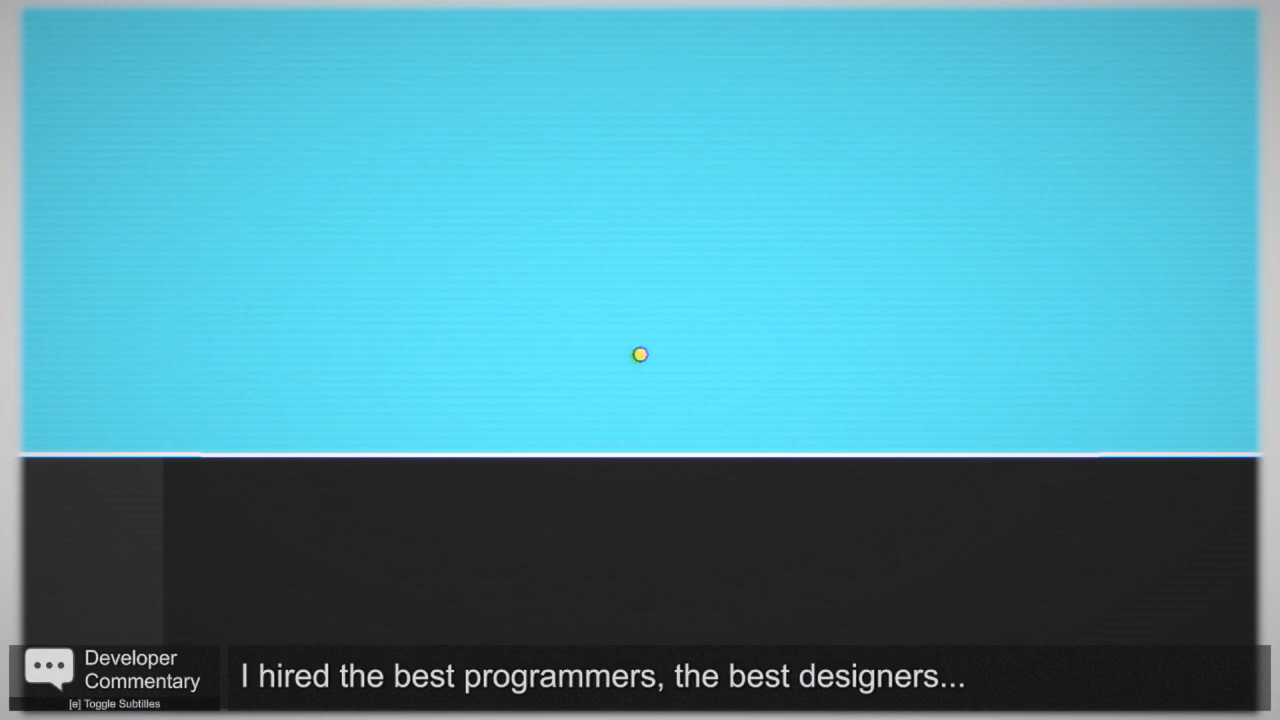 Developer
Commentary
[e] Toggle Subtitles
I hired the best programmers, the best designers...